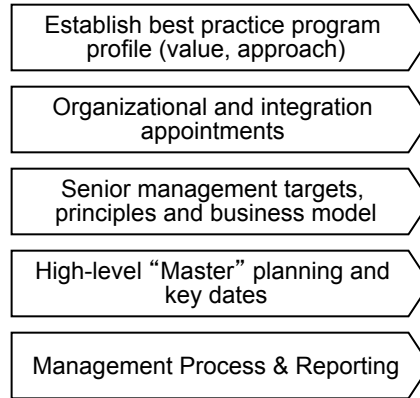 Establish best practice program
profile (value, approach)
Organizational and integration
appointments
Senior management targets,
principles and business model
High-level “Master” planning and
key dates
Management Process & Reporting